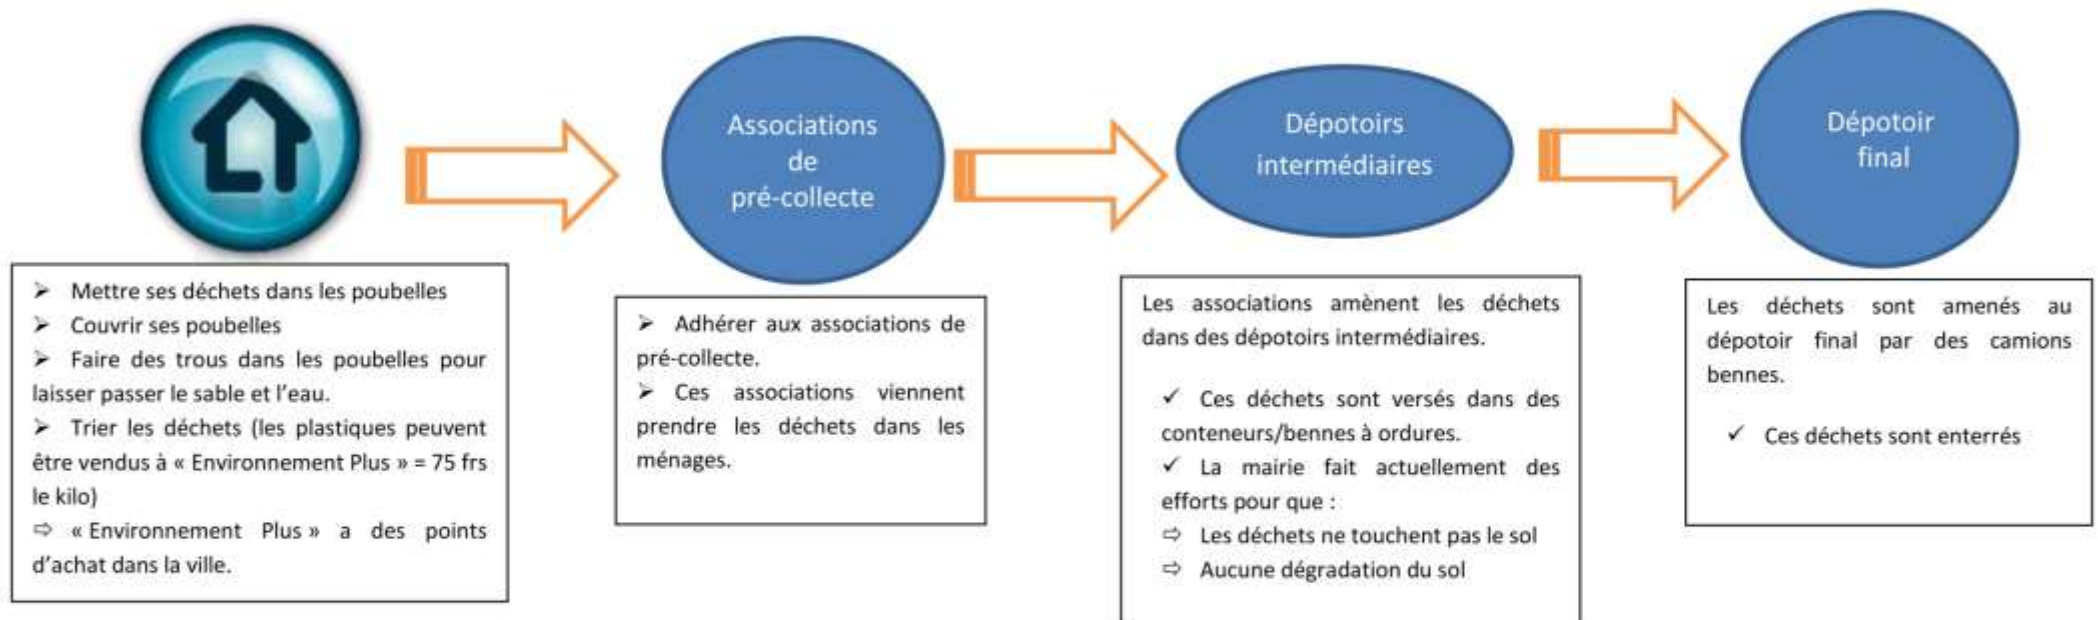 Associations
de
pré-collecte
Dépotoirs
intermédiaires
Dépotoir
final
➢ Mettre ses déchets dans les poubelles
➢ Couvrir ses poubelles
➢ Faire des trous dans les poubelles pour
laisser passer le sable et l’eau.
➢ Trier les déchets (les plastiques peuvent
être vendus à « Environnement Plus » = 75 frs
le kilo)
⇨ « Environnement Plus » a des points
d’achat dans la ville.
➢ Adhérer aux associations de
pré-collecte.
➢ Ces associations viennent
prendre les déchets dans les
ménages.
Les associations amènent les déchets
dans des dépotoirs intermédiaires.
✓ Ces déchets sont versés dans des
conteneurs/bennes à ordures.
✓ La mairie fait actuellement des
efforts pour que :
⇨ Les déchets ne touchent pas le sol
⇨ Aucune dégradation du sol
Les déchets sont amenés au
dépotoir final par des camions
bennes.
✓ Ces déchets sont enterrés